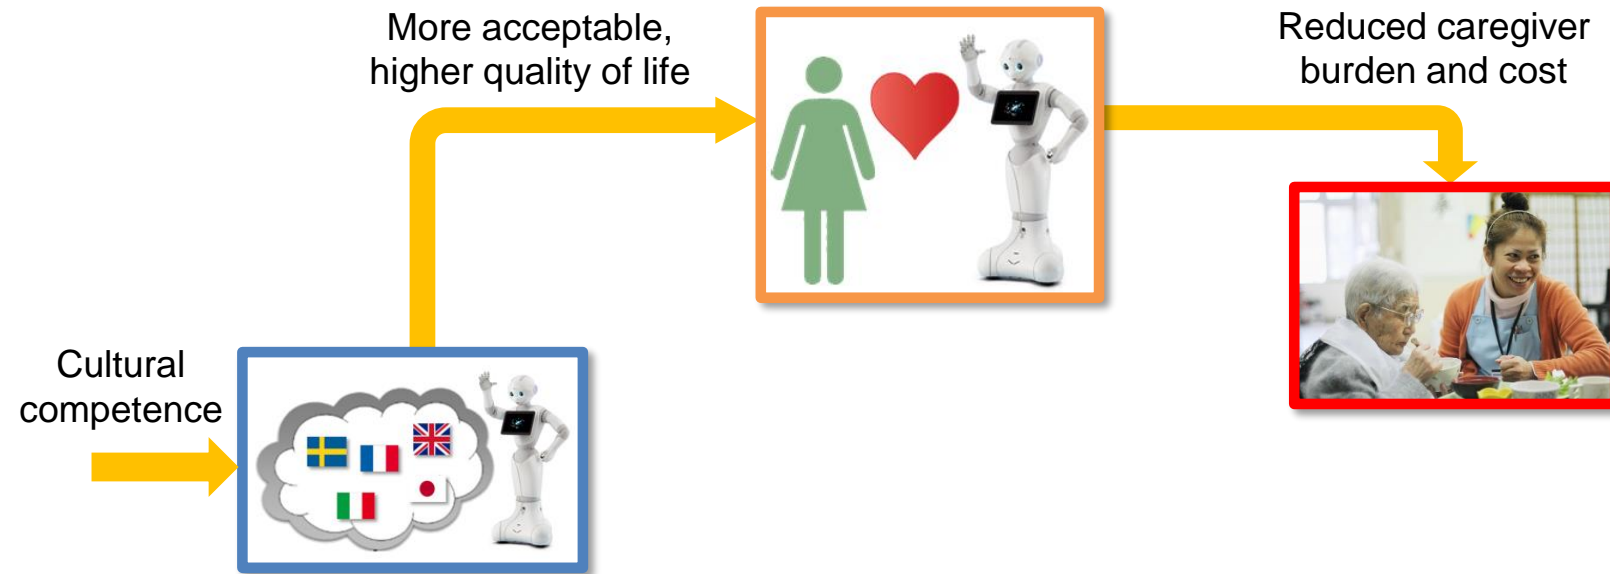 More acceptable,
higher quality of life
Reduced caregiver
burden and cost
Cultural
competence